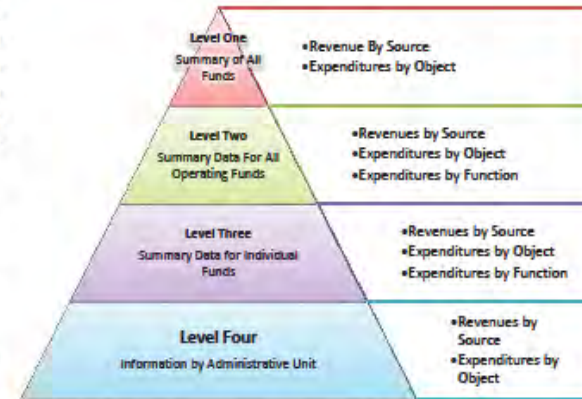 Level One
Summary of All
Funds
•Revenue By Source
•Expenditures by Object
Level Two
Summary Data For All
Operating Funds
•Revenues by Source
•Expenditures by Object
•Expenditures by Function
Level Three
Summary Data for Individual
Funds
•Revenues by Source
•Expenditures by Object
•Expenditures by Function
Level Four
Information by Administrative Unit
•Revenues by
Source
•Expenditures by
Object